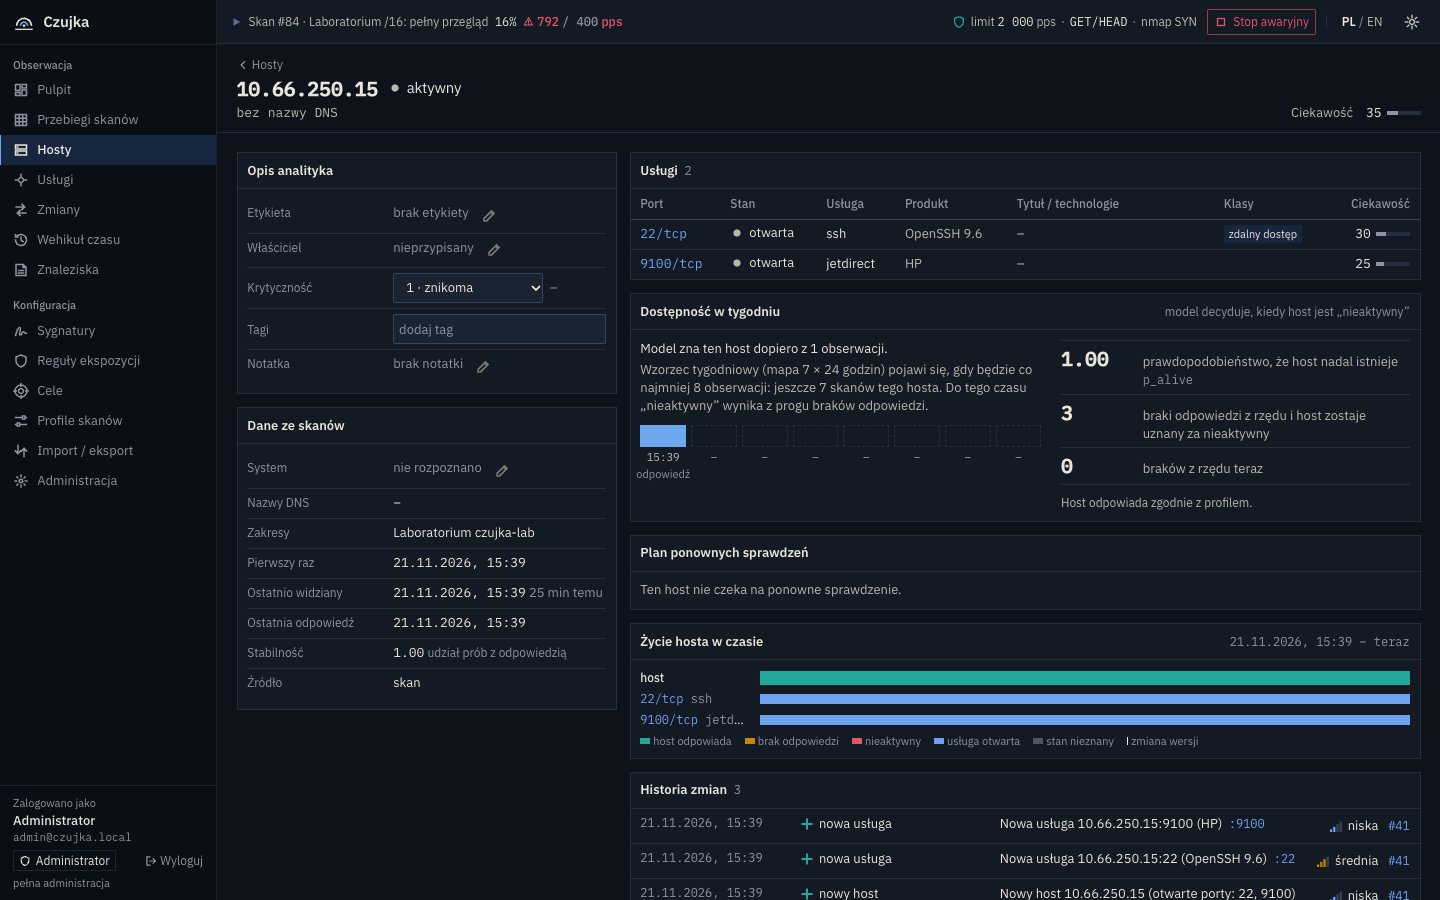 Czujka
Skan #84 · Laboratorium /16: pełny przegląd 16% 792 / 400 pps
limit 2 000 pps · GET/HEAD · nmap SYN
Stop awaryjny
PL / EN
Obserwacja
Pulpit
Przebiegi skanów
Hosty
Usługi
Zmiany
Wehikuł czasu
Znaleziska
Konfiguracja
Sygnatury
Reguły ekspozycji
Cele
Profile skanów
Import / eksport
Administracja
Zalogowano jako
Administrator
admin@czujka.local
Administrator
Wyloguj
pełna administracja
Hosty
10.66.250.15 aktywny
bez nazwy DNS
Ciekawość 35
Opis analityka
Etykieta brak etykiety
Właściciel nieprzypisany
Krytyczność 1 · znikoma –
Tagi dodaj tag
Notatka brak notatki
Dane ze skanów
System nie rozpoznano
Nazwy DNS –
Zakresy Laboratorium czujka-lab
Pierwszy raz 21.11.2026, 15:39
Ostatnio widziany 21.11.2026, 15:39 25 min temu
Ostatnia odpowiedź 21.11.2026, 15:39
Stabilność 1.00 udział prób z odpowiedzią
Źródło skan
Usługi 2
Port Stan Usługa Produkt Tytuł / technologie Klasy Ciekawość
22/tcp otwarta ssh OpenSSH 9.6 – zdalny dostęp 30
9100/tcp otwarta jetdirect HP – 25
Dostępność w tygodniu
model decyduje, kiedy host jest „nieaktywny”
Model zna ten host dopiero z 1 obserwacji.
Wzorzec tygodniowy (mapa 7 × 24 godzin) pojawi się, gdy będzie co
najmniej 8 obserwacji: jeszcze 7 skanów tego hosta. Do tego czasu
„nieaktywny” wynika z progu braków odpowiedzi.
15:39 – – – – – – –
odpowiedź
1.00 prawdopodobieństwo, że host nadal istnieje
p_alive
3 braki odpowiedzi z rzędu i host zostaje
uznany za nieaktywny
0 braków z rzędu teraz
Host odpowiada zgodnie z profilem.
Plan ponownych sprawdzeń
Ten host nie czeka na ponowne sprawdzenie.
Życie hosta w czasie
21.11.2026, 15:39 – teraz
host
22/tcp ssh
9100/tcp jetd…
host odpowiada brak odpowiedzi nieaktywny usługa otwarta stan nieznany zmiana wersji
Historia zmian 3
21.11.2026, 15:39 nowa usługa Nowa usługa 10.66.250.15:9100 (HP) :9100 niska #41
21.11.2026, 15:39 nowa usługa Nowa usługa 10.66.250.15:22 (OpenSSH 9.6) :22 średnia #41
21.11.2026, 15:39 nowy host Nowy host 10.66.250.15 (otwarte porty: 22, 9100) niska #41